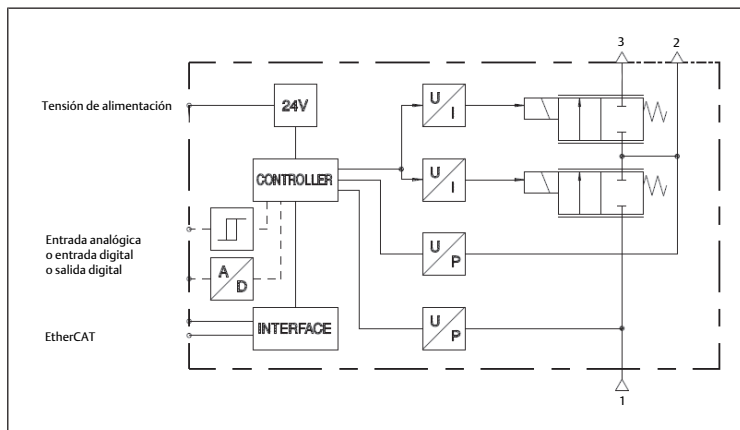 3 2
Tensión de alimentación
24V
U
I
CONTROLLER
U
I
Entrada analógica
o entrada digital
o salida digital
A
D
U
P
EtherCAT
INTERFACE
U
P
1